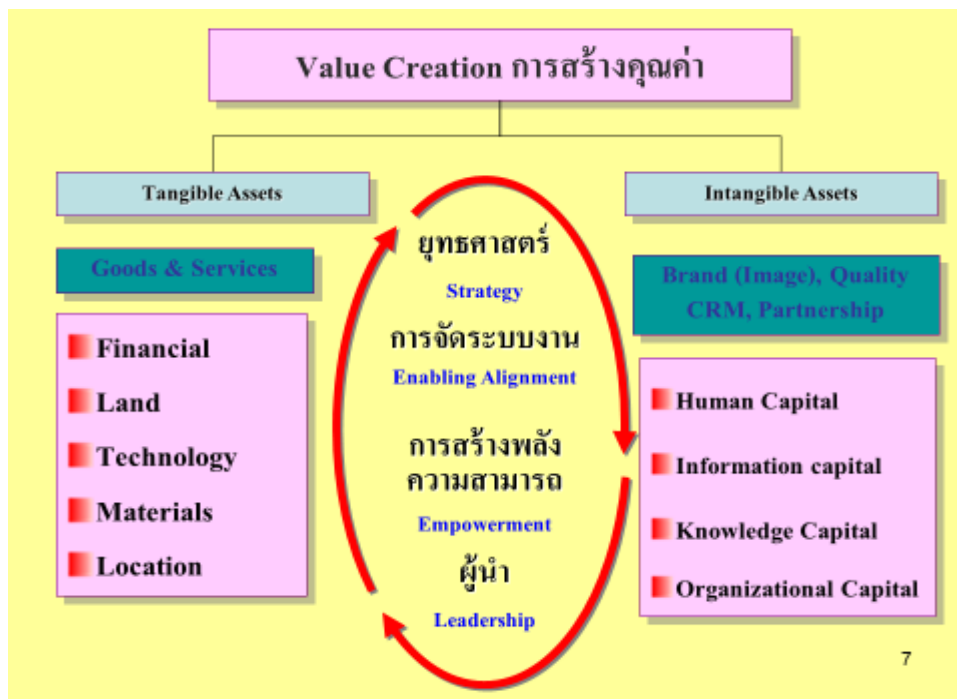 Value Creation การสร้างคุณค่า
Tangible Assets
Goods & Services
Financial
Land
Technology
Materials
Location
ยุทธศาสตร์
Strategy
การจัดระบบงาน
Enabling Alignment
การสร้างพลัง
ความสามารถ
Empowerment
ผู้นำ
Leadership
Intangible Assets
Brand (Image), Quality
CRM, Partnership
Human Capital
Information capital
Knowledge Capital
Organizational Capital
7